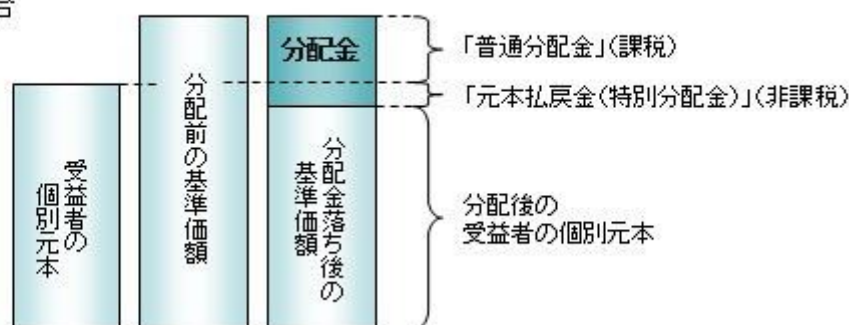 合
分配金
「普通分配金」(課税)
「元本払戻金(特別分配金)」(非課税)
受益者の
個別元本
分配前の基準価額
分配金落ち後の
基準価額
分配後の
受益者の個別元本